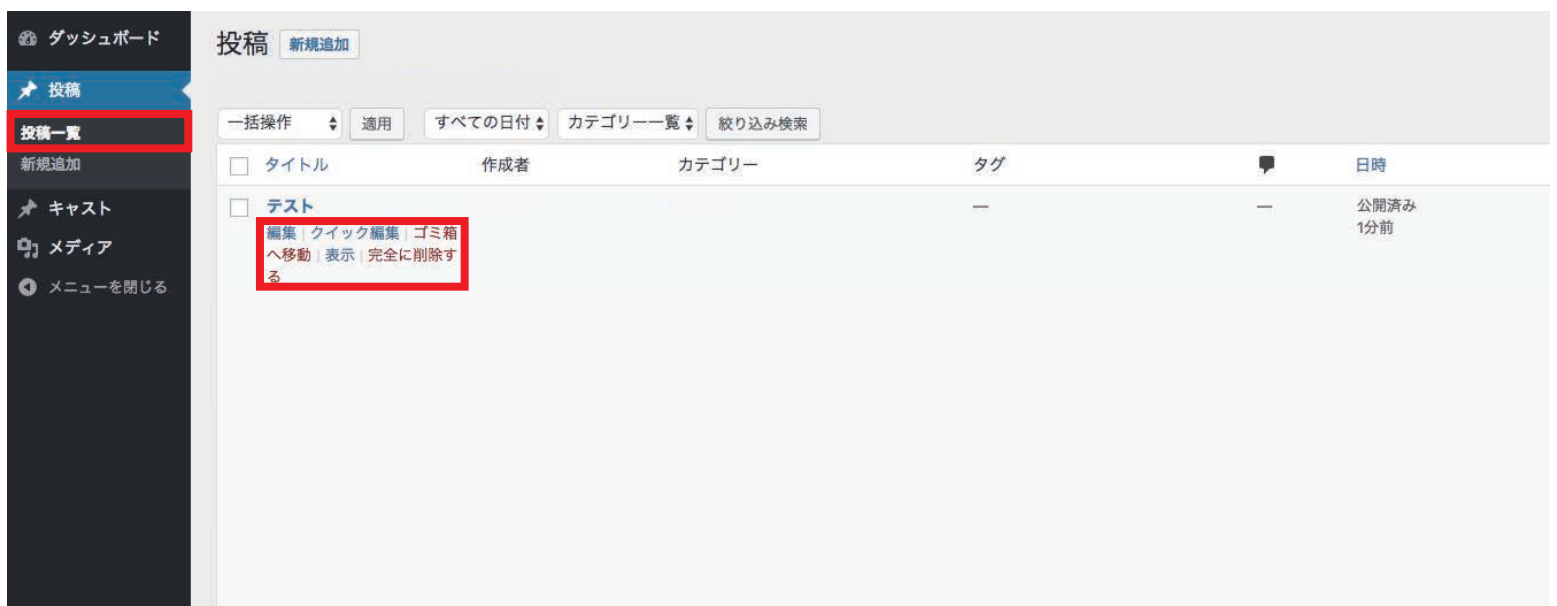 ダッシュボード
投稿
投稿一覧
新規追加
キャスト
メディア
メニューを閉じる
投稿 新規追加
一括操作 適用 すべての日付 カテゴリー一覧 絞り込み検索
タイトル 作成者 カテゴリー タグ 日時
テスト — — 公開済み
1分前
編集 | クイック編集 | ゴミ箱
へ移動 | 表示 | 完全に削除す
る